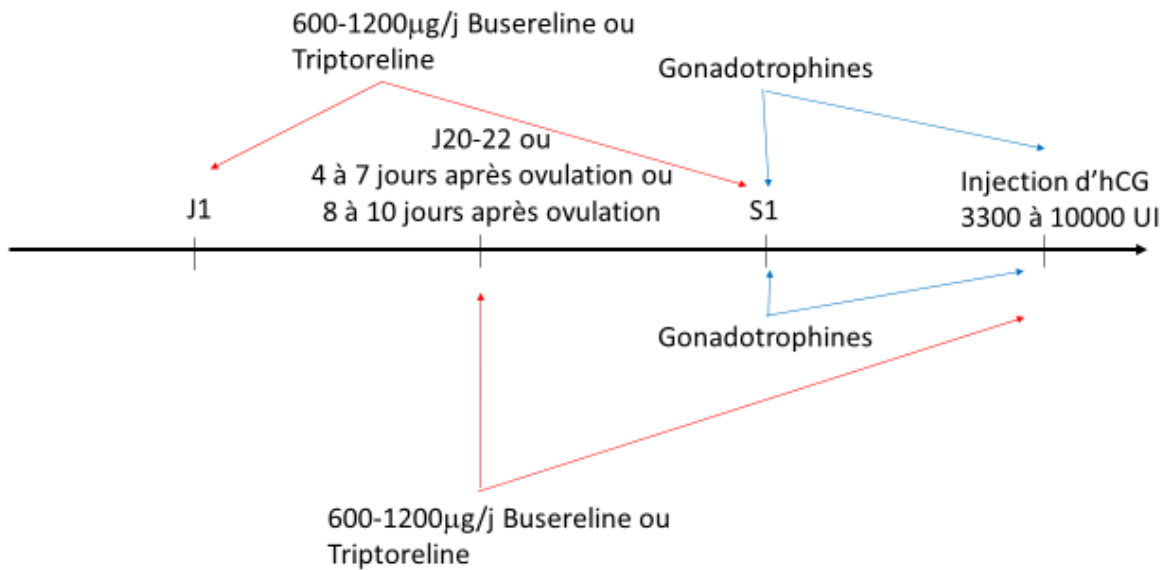 600-1200μg/j Busereline ou
Triptoreline
Gonadotrophines
J20-22 ou
4 à 7 jours après ovulation ou
8 à 10 jours après ovulation
J1
S1
Injection d’hCG
3300 à 10000 UI
Gonadotrophines
600-1200μg/j Busereline ou
Triptoreline